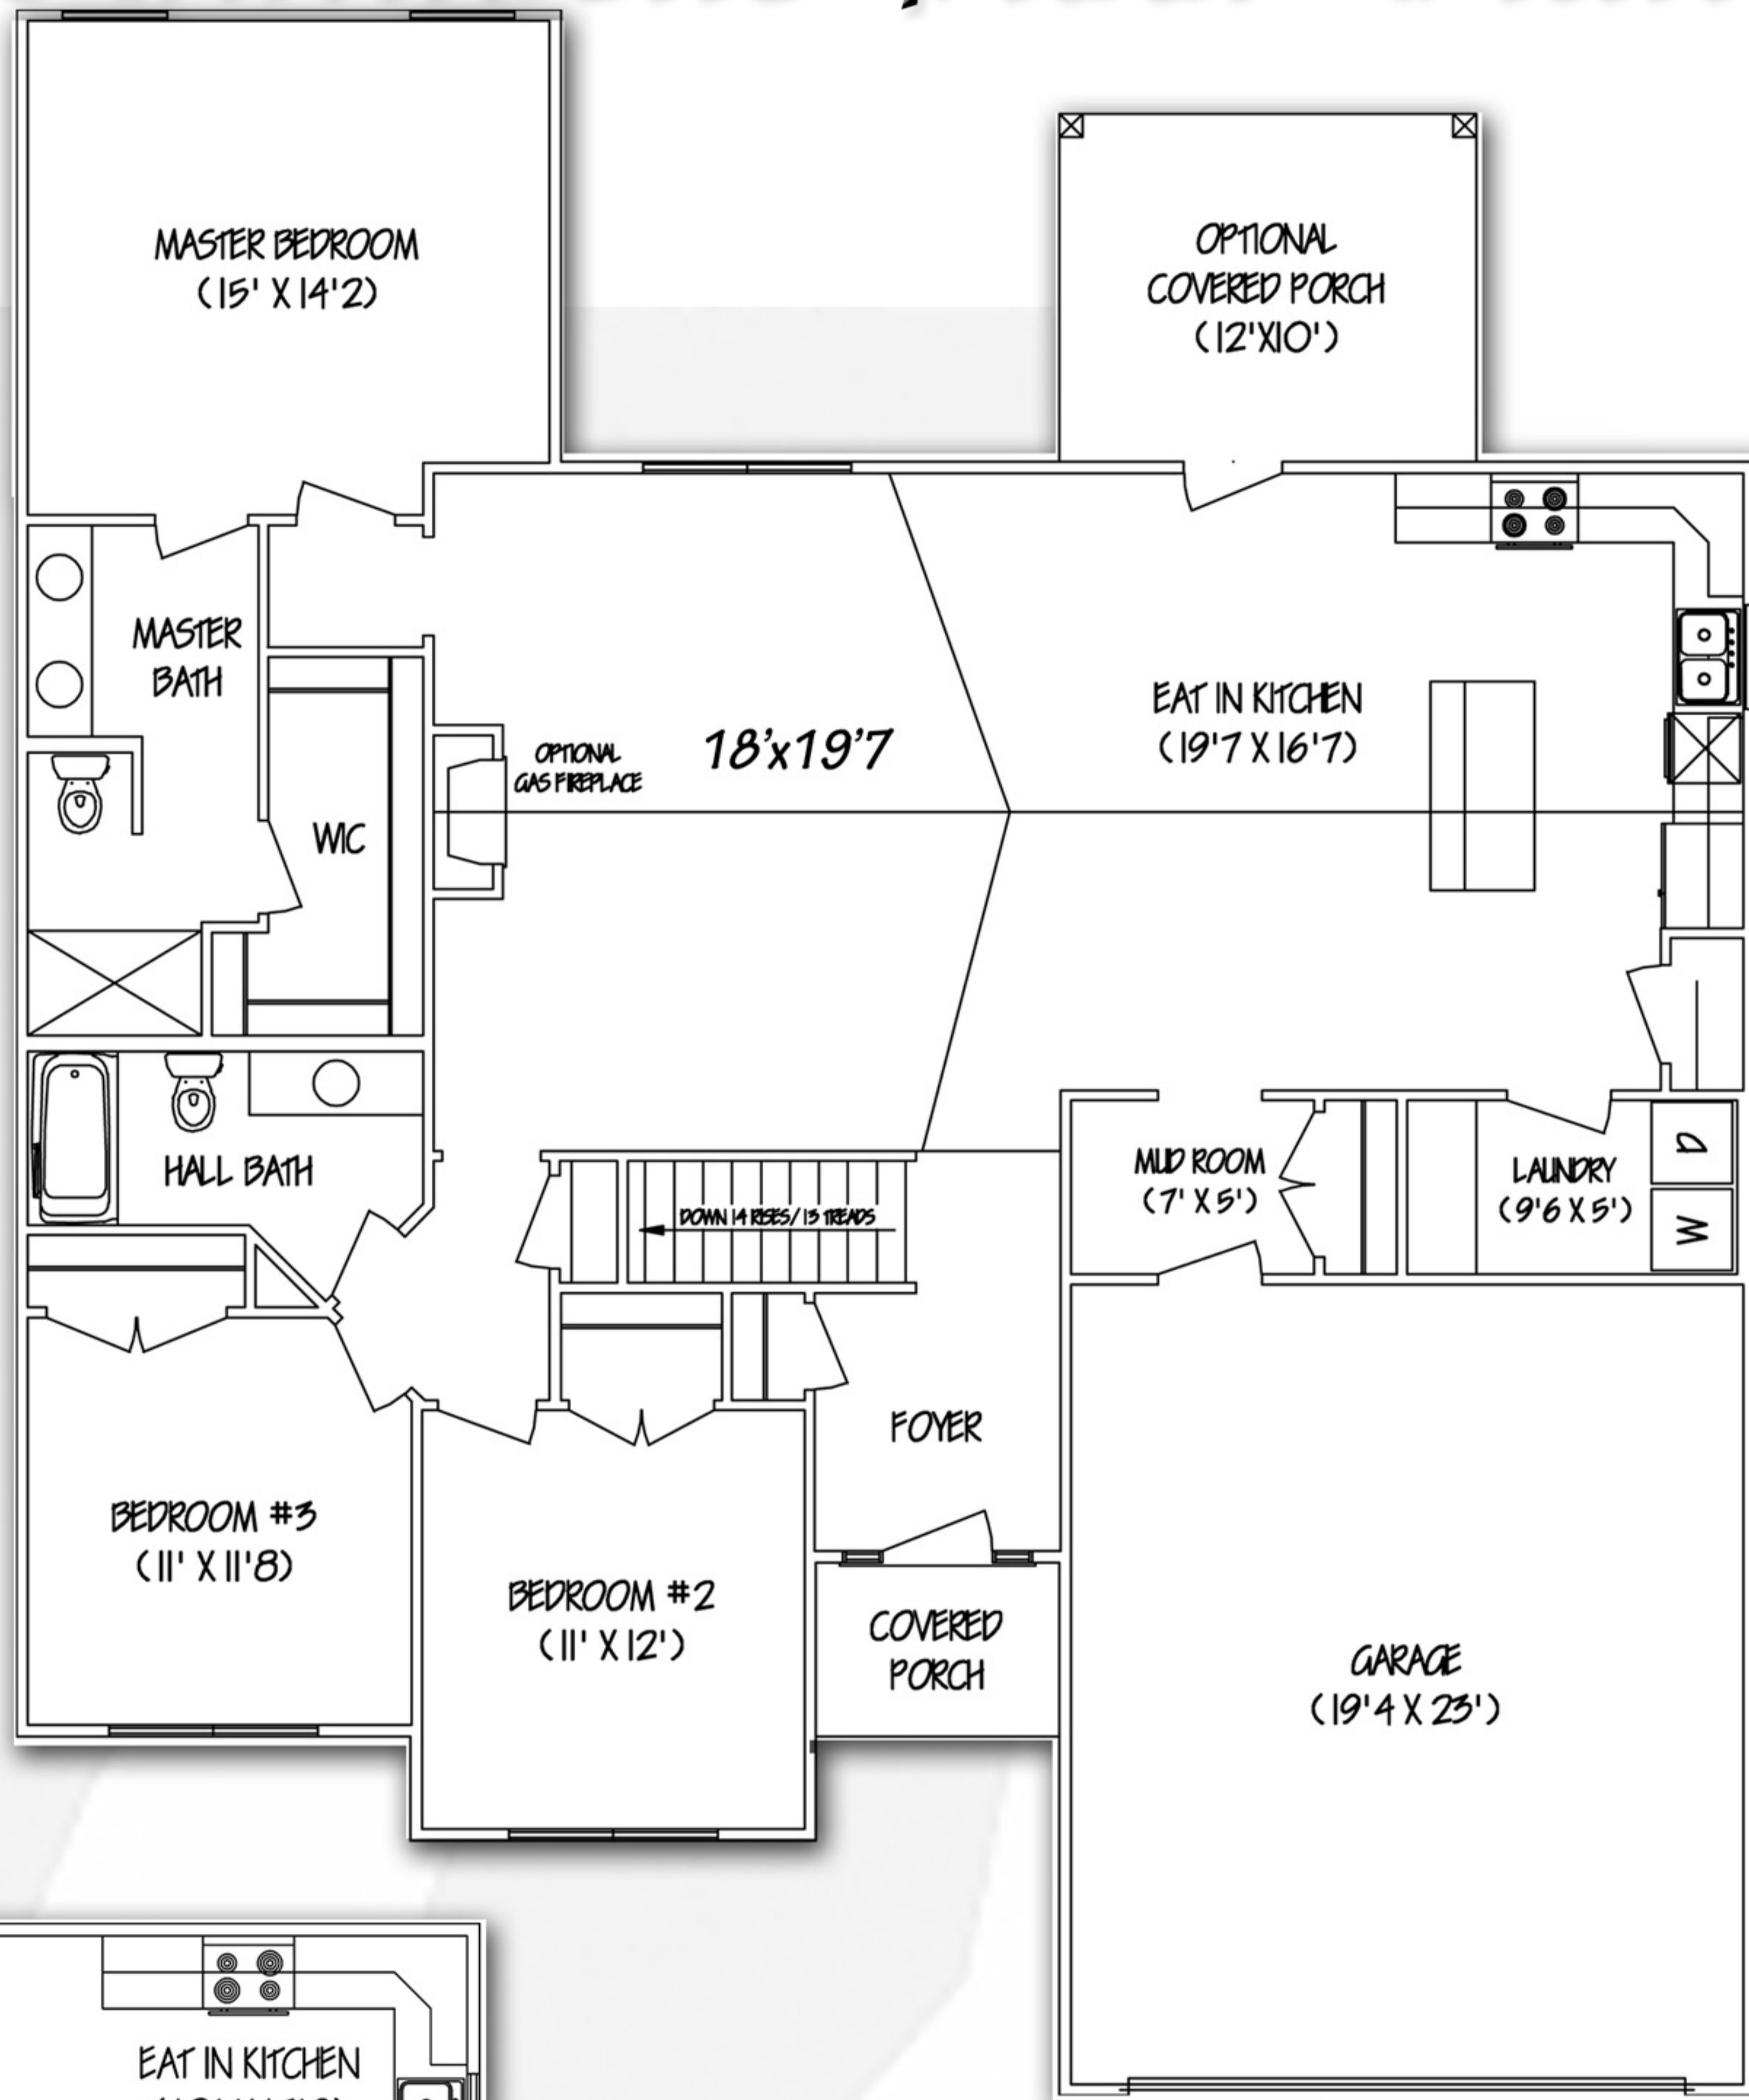 MASTER BEDROOM
(15' X 14'2)
OPTIONAL
COVERED PORCH
(12'X10')
MASTER
BATH
OPTIONAL
GAS FIREPLACE
18'x19'7
EAT IN KITCHEN
(19'7 X 16'7)
WIC
HALL BATH
DOWN 14 RISES/ 13 TREADS
MUD ROOM
(7' X 5')
LAUNDRY
(9'6 X 5')
D
W
FOYER
BEDROOM #3
(11' X 11'8)
BEDROOM #2
(11' X 12')
COVERED
PORCH
GARAGE
(19'4 X 23')
EAT IN KITCHEN